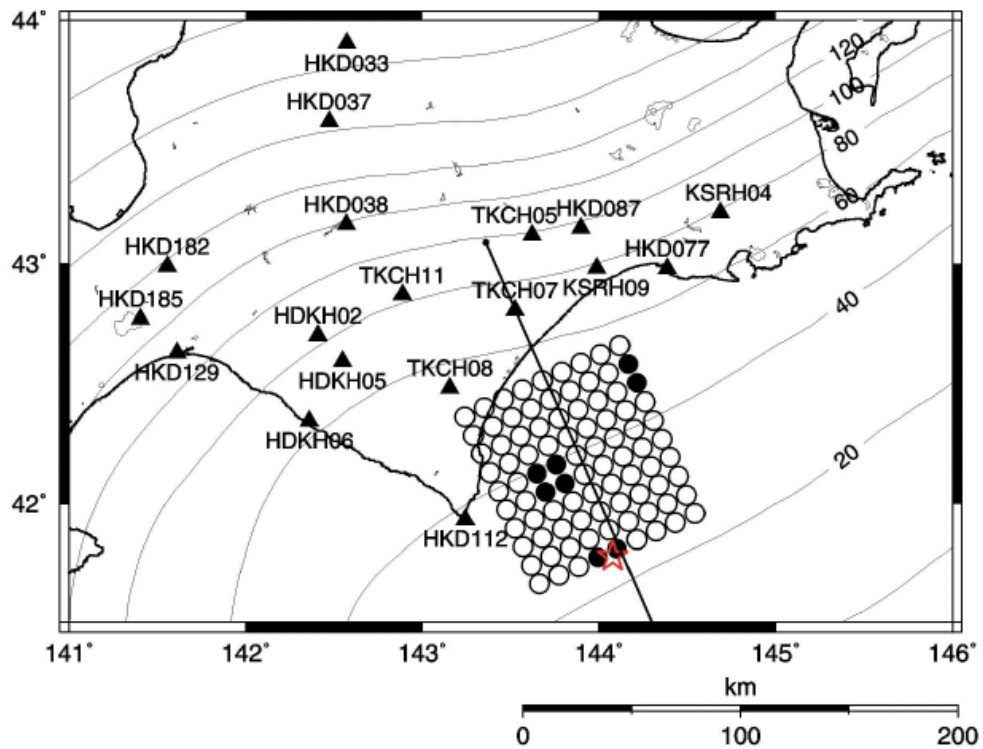 44°
120
HKD033
100
HKD037
80
KSRH04
HKD038
TKCH05
HKD087
60
HKD182
HKD077
43°
TKCH11
TKCH07
KSRH09
HKD185
40
HDKH02
HKD129
HDKH05
TKCH08
HDKH06
20
42°
HKD112
141°
142°
143°
144°
145°
146°
km
0
100
200